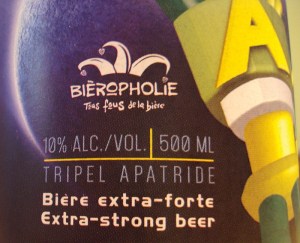 BIÈROPHOLIE
Tous fous de la bière
10% ALC./VOL. 500 ML
TRIPEL APATRIDE
Bière extra-forte
Extra-strong beer
A